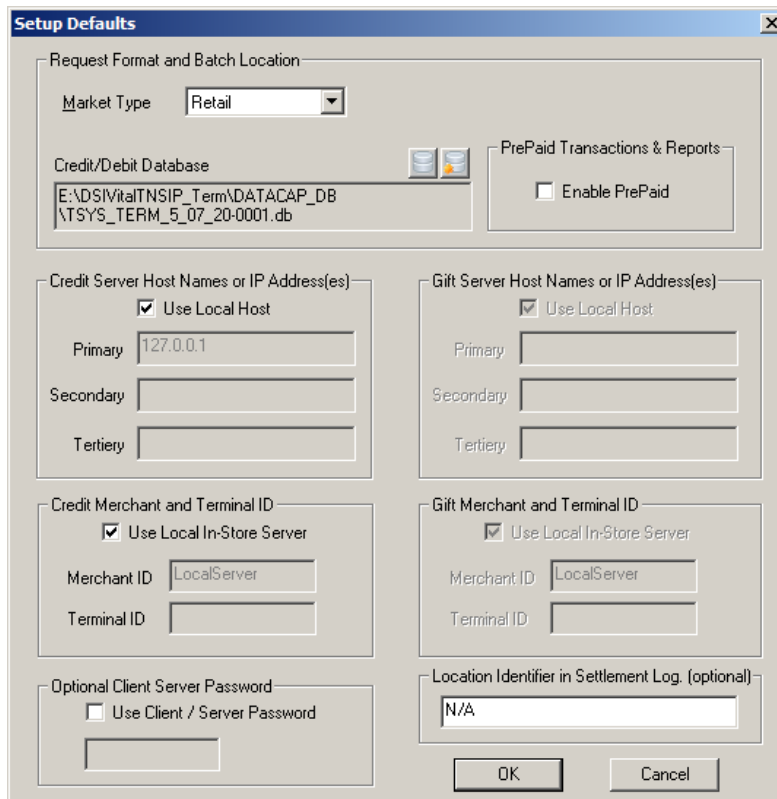 Setup Defaults
Request Format and Batch Location
Market Type
Retail
Credit/Debit Database
E:\DSIVitalTNSIP_Term\DATACAP_DB
\TSYS_TERM_5_07_20-0001.db
PrePaid Transactions & Reports
Enable PrePaid
Credit Server Host Names or IP Address(es)
Use Local Host
Primary
127.0.0.1
Secondary
Tertiery
Gift Server Host Names or IP Address(es)
Use Local Host
Primary
Secondary
Tertiery
Credit Merchant and Terminal ID
Use Local In-Store Server
Merchant ID
LocalServer
Terminal ID
Gift Merchant and Terminal ID
Use Local In-Store Server
Merchant ID
LocalServer
Terminal ID
Optional Client Server Password
Use Client / Server Password
Location Identifier in Settlement Log. (optional)
N/A
OK
Cancel